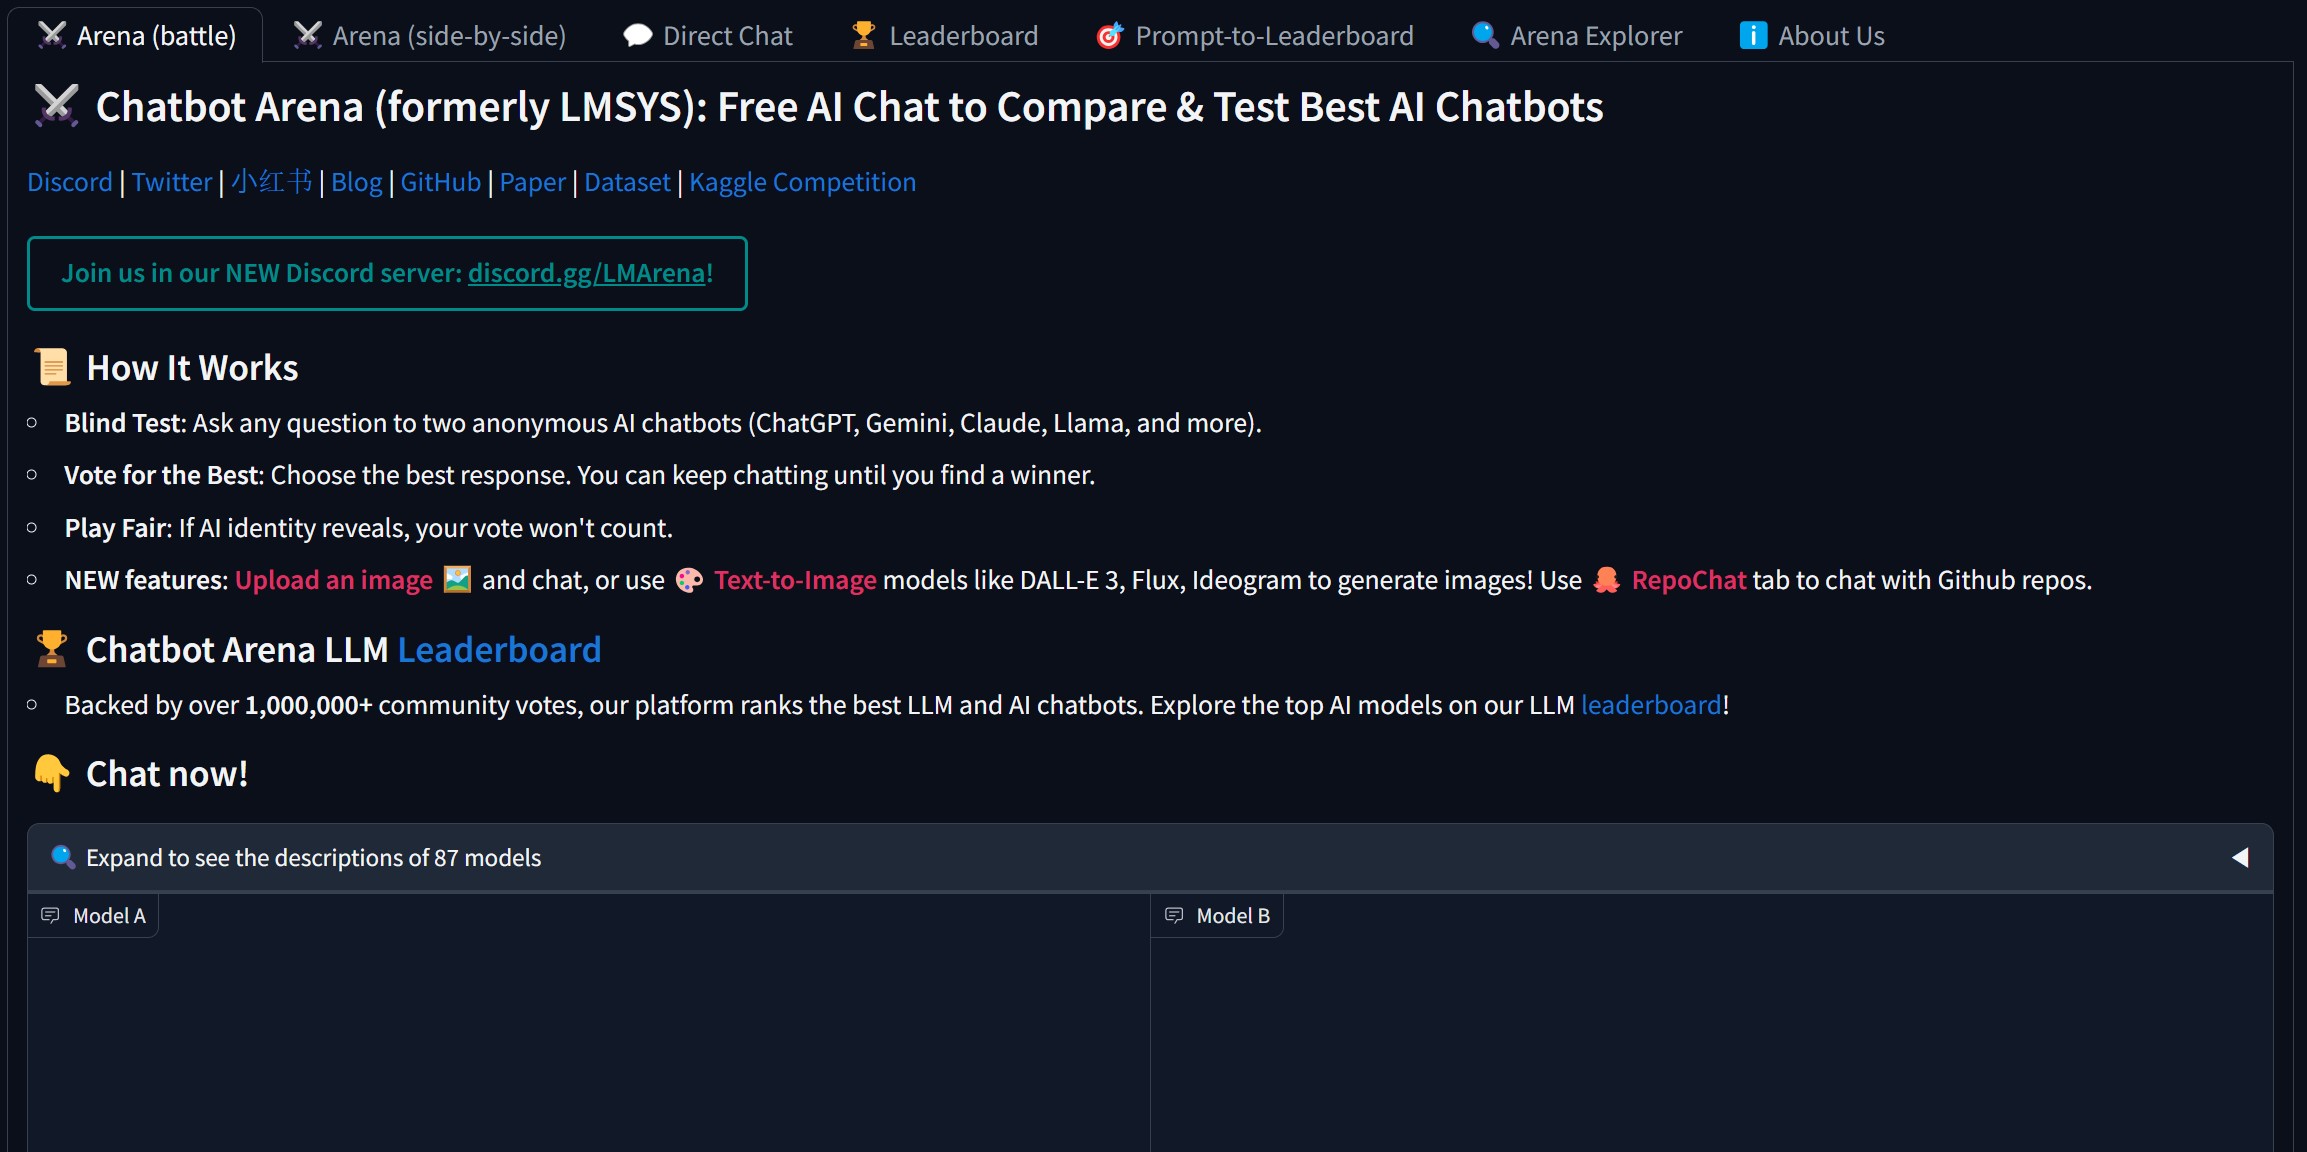 Arena (battle) Arena (side-by-side) Direct Chat Leaderboard Prompt-to-Leaderboard Arena Explorer About Us
Chatbot Arena (formerly LMSYS): Free AI Chat to Compare & Test Best AI Chatbots
Discord | Twitter | 小红书 | Blog | GitHub | Paper | Dataset | Kaggle Competition
Join us in our NEW Discord server: discord.gg/LMArena!
How It Works
Blind Test: Ask any question to two anonymous AI chatbots (ChatGPT, Gemini, Claude, Llama, and more).
Vote for the Best: Choose the best response. You can keep chatting until you find a winner.
Play Fair: If AI identity reveals, your vote won't count.
NEW features: Upload an image and chat, or use Text-to-Image models like DALL-E 3, Flux, Ideogram to generate images! Use RepoChat tab to chat with Github repos.
Chatbot Arena LLM Leaderboard
Backed by over 1,000,000+ community votes, our platform ranks the best LLM and AI chatbots. Explore the top AI models on our LLM leaderboard!
Chat now!
Expand to see the descriptions of 87 models
Model A Model B